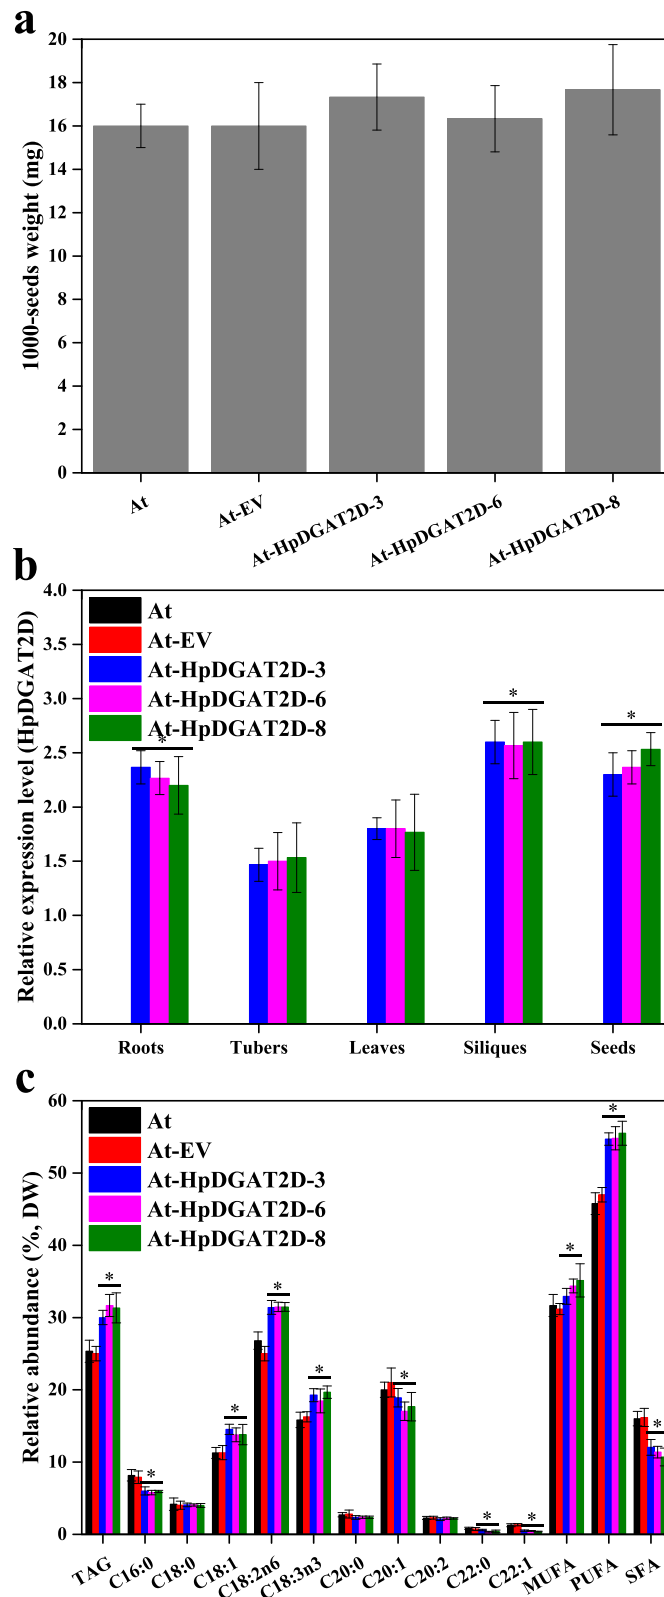 a
1000-seeds weight (mg)
20
18
16
14
12
10
8
6
4
2
0
At
At-EV
At-HpDGAT2D-3
At-HpDGAT2D-6
At-HpDGAT2D-8
b
Relative expression level (HpDGAT2D)
4.0
3.5
3.0
2.5
2.0
1.5
1.0
0.5
0.0
At
At-EV
At-HpDGAT2D-3
At-HpDGAT2D-6
At-HpDGAT2D-8
*
*
*
Roots
Tubers
Leaves
Siliques
Seeds
c
Relative abundance (%, DW)
60
50
40
30
20
10
0
At
At-EV
At-HpDGAT2D-3
At-HpDGAT2D-6
At-HpDGAT2D-8
*
*
*
*
*
*
*
*
*
*
*
TAG
C16:0
C18:0
C18:1
C18:2n6
C18:3n3
C20:0
C20:1
C20:2
C22:0
C22:1
MUFA
PUFA
SFA